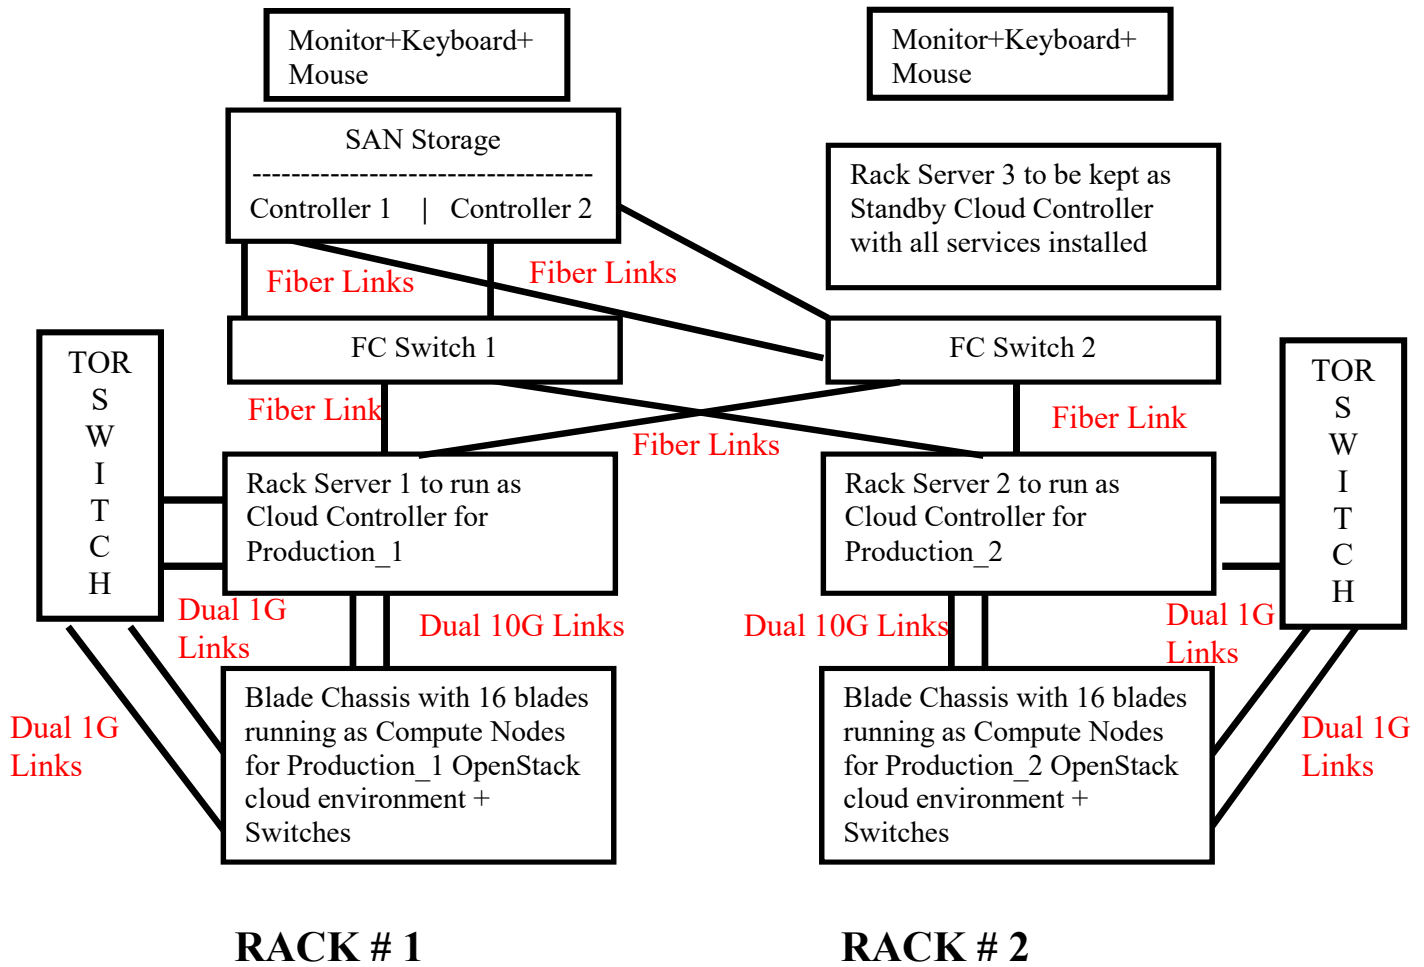 Monitor+Keyboard+
Mouse
Monitor+Keyboard+
Mouse
SAN Storage
-----------------------------------
Controller 1 | Controller 2
Rack Server 3 to be kept as
Standby Cloud Controller
with all services installed
Fiber Links
Fiber Links
FC Switch 1
FC Switch 2
TOR
S
W
I
T
C
H
TOR
S
W
I
T
C
H
Fiber Link
Fiber Links
Fiber Link
Rack Server 1 to run as
Cloud Controller for
Production_1
Rack Server 2 to run as
Cloud Controller for
Production_2
Dual 1G
Links
Dual 10G Links
Dual 10G Links
Dual 1G
Links
Dual 1G
Links
Blade Chassis with 16 blades
running as Compute Nodes
for Production_1 OpenStack
cloud environment +
Switches
Blade Chassis with 16 blades
running as Compute Nodes
for Production_2 OpenStack
cloud environment +
Switches
Dual 1G
Links
RACK # 1
RACK # 2